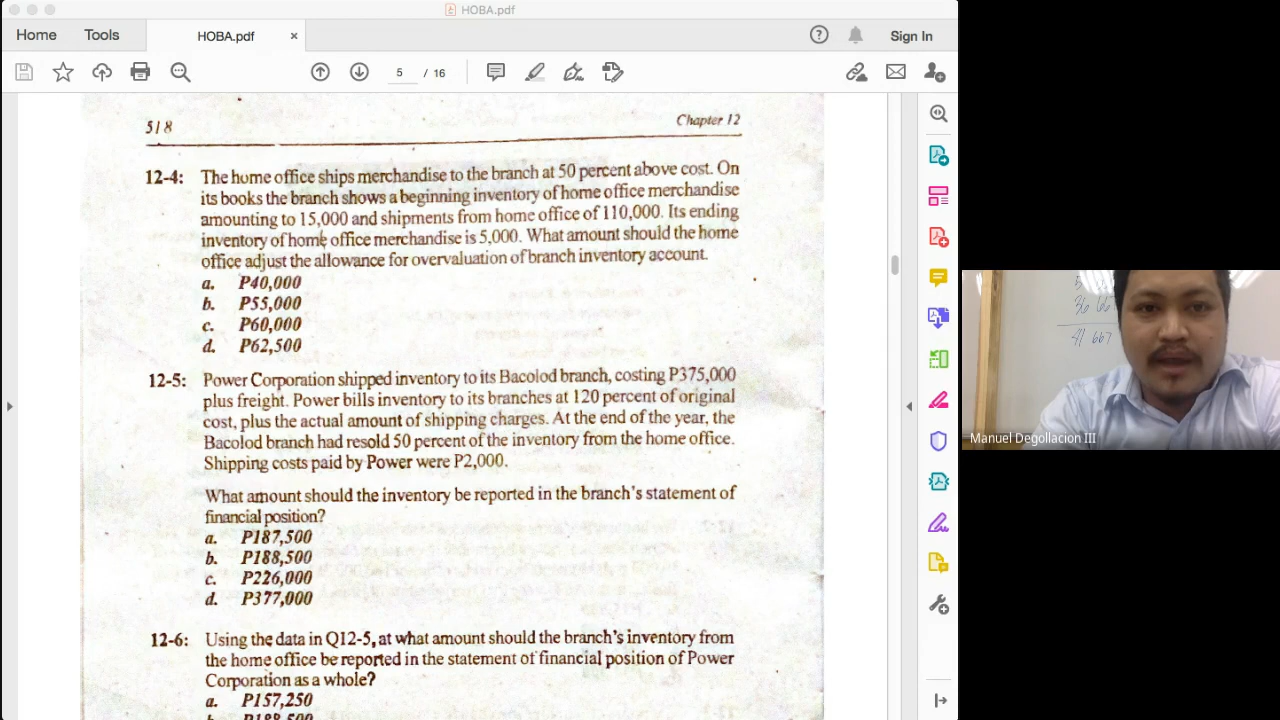 HOBA.pdf
Home Tools HOBA.pdf × Sign In
5 / 16
518 Chapter 12
12-4: The home office ships merchandise to the branch at 50 percent above cost. On
its books the branch shows a beginning inventory of home office merchandise
amounting to 15,000 and shipments from home office of 110,000. Its ending
inventory of home office merchandise is 5,000. What amount should the home
office adjust the allowance for overvaluation of branch inventory account.
a. P40,000
b. P55,000
c. P60,000
d. P62,500
12-5: Power Corporation shipped inventory to its Bacolod branch, costing P375,000
plus freight. Power bills inventory to its branches at 120 percent of original
cost, plus the actual amount of shipping charges. At the end of the year, the
Bacolod branch had resold 50 percent of the inventory from the home office.
Shipping costs paid by Power were P2,000.
What amount should the inventory be reported in the branch's statement of
financial position?
a. P187,500
b. P188,500
c. P226,000
d. P377,000
12-6: Using the data in Q12-5, at what amount should the branch's inventory from
the home office be reported in the statement of financial position of Power
Corporation as a whole?
a. P157,250
b. P188,500
36 667
41 667
Manuel Degollacion III